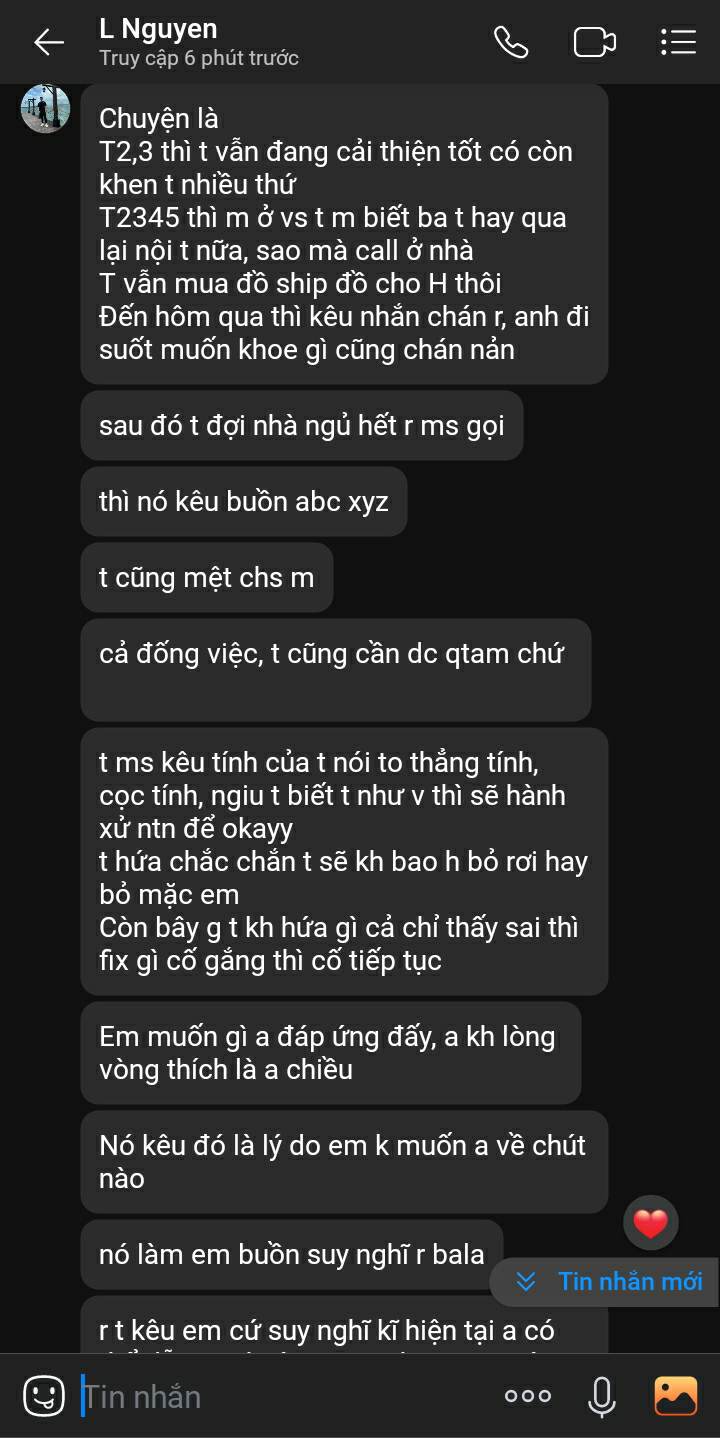 L Nguyen
Truy cập 6 phút trước
Chuyện là
T2,3 thì t vẫn đang cải thiện tốt có còn
khen t nhiều thứ
T2345 thì m ở vs t m biết ba t hay qua
lại nội t nữa, sao mà call ở nhà
T vẫn mua đồ ship đồ cho H thôi
Đến hôm qua thì kêu nhắn chán r, anh đi
suốt muốn khoe gì cũng chán nản
sau đó t đợi nhà ngủ hết r ms gọi
thì nó kêu buồn abc xyz
t cũng mệt chs m
cả đống việc, t cũng cần dc qtam chứ
t ms kêu tính của t nói to thẳng tính,
cọc tính, ngiu t biết t như v thì sẽ hành
xử ntn để okayy
t hứa chắc chắn t sẽ kh bao h bỏ rơi hay
bỏ mặc em
Còn bây g t kh hứa gì cả chỉ thấy sai thì
fix gì cố gắng thì cố tiếp tục
Em muốn gì a đáp ứng đấy, a kh lòng
vòng thích là a chiều
Nó kêu đó là lý do em k muốn a về chút
nào
nó làm em buồn suy nghĩ r bala
Tin nhắn mới
r t kêu em cứ suy nghĩ kĩ hiện tại a có
Tin nhắn